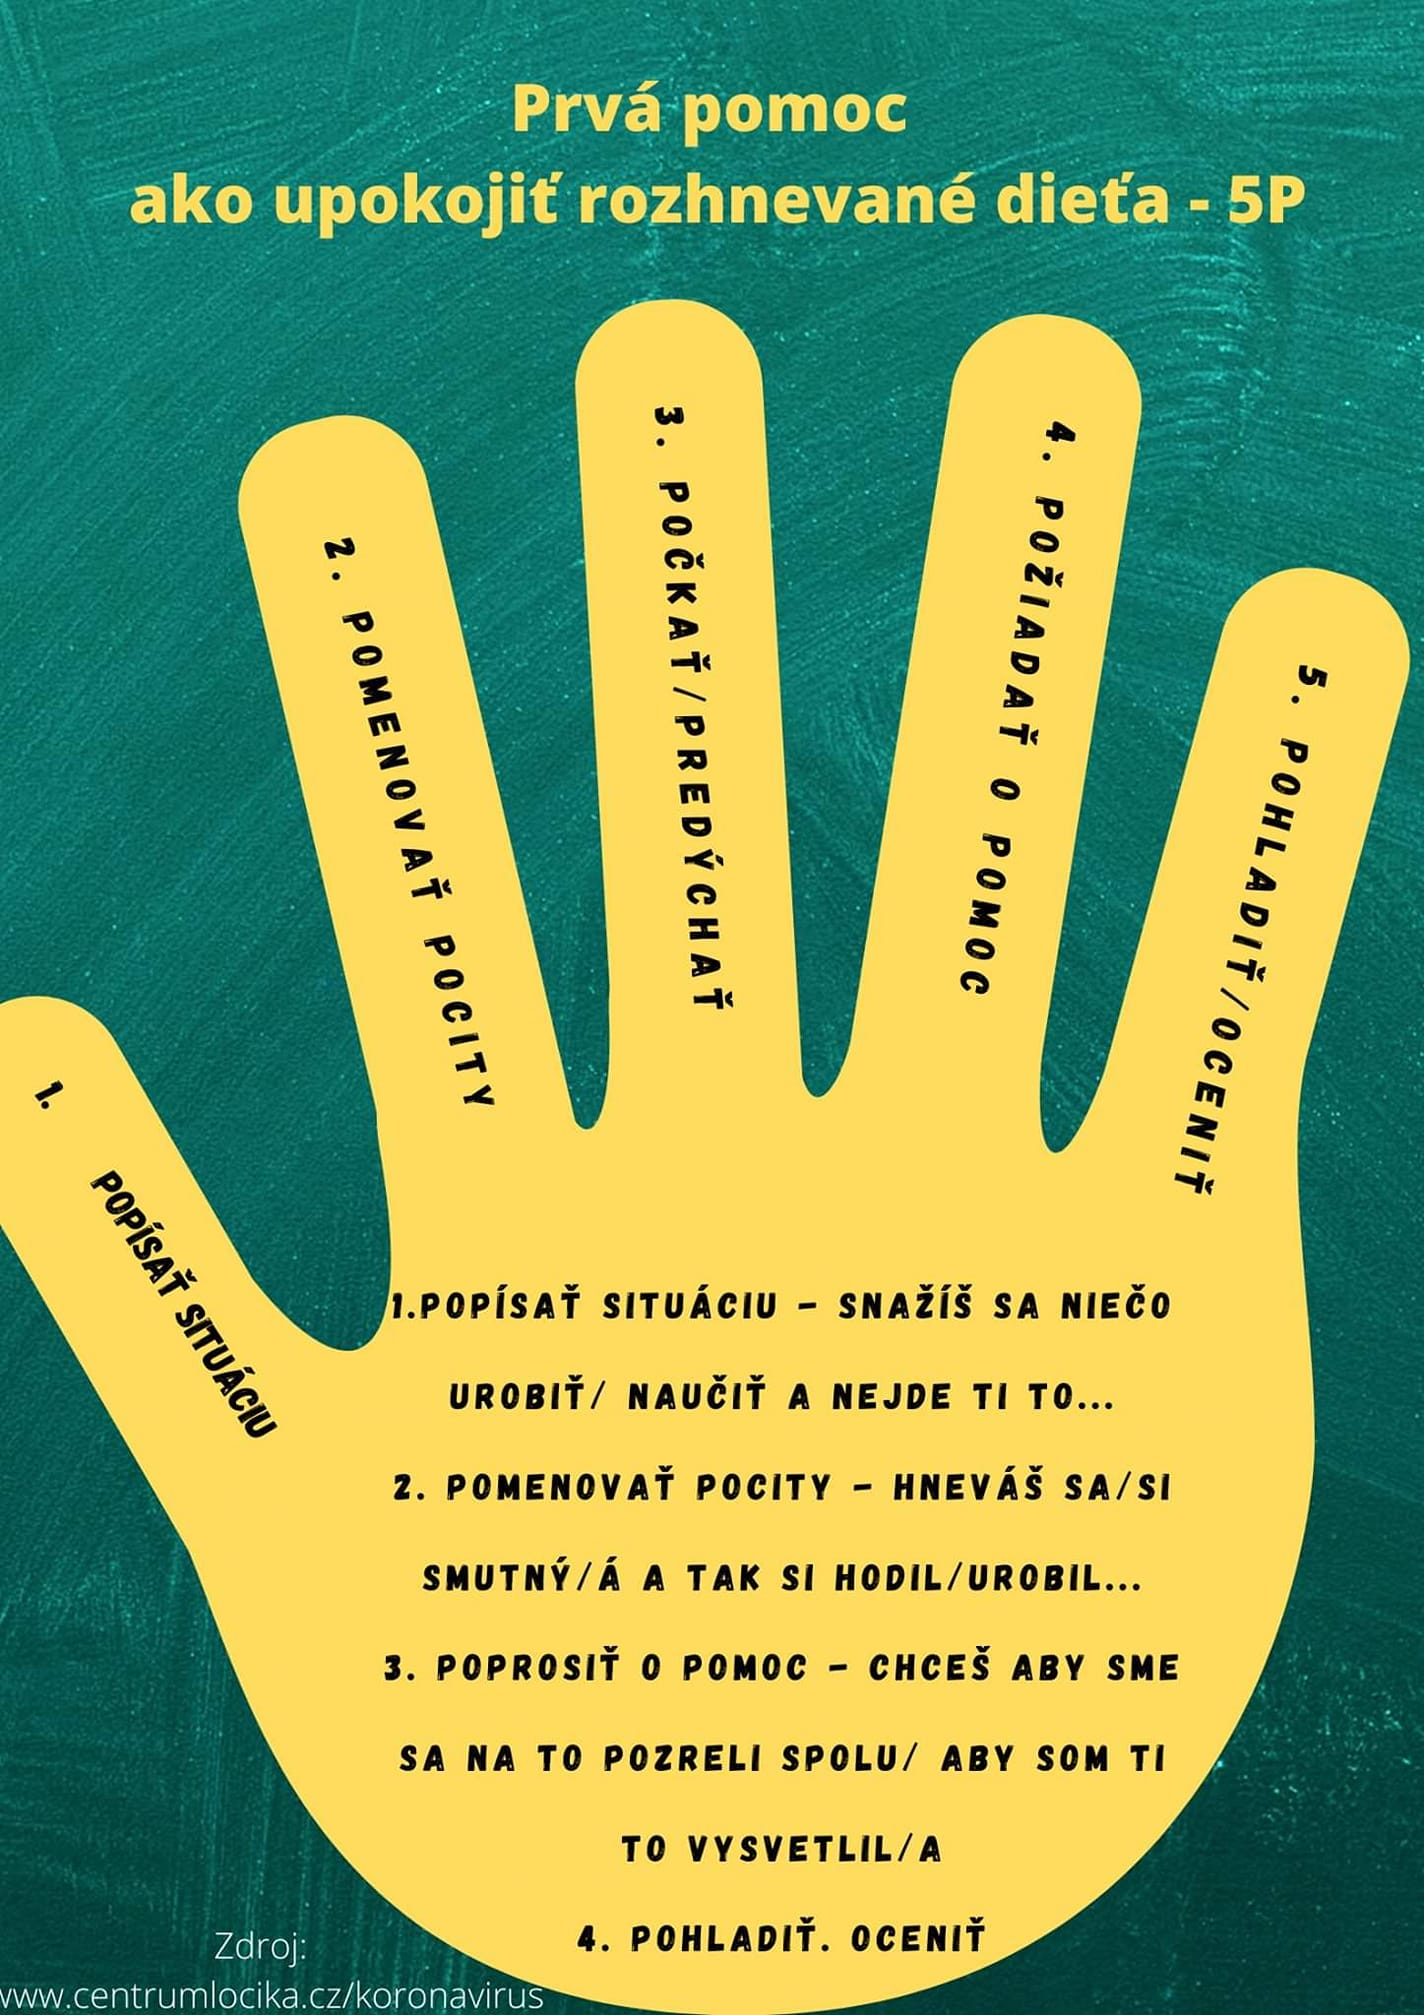 Prvá pomoc
ako upokojiť rozhnevané dieťa - 5P
1. POPÍSAŤ SITUÁCIU
2. POMENOVAŤ POCITY
3. POČKAŤ/PREDÝCHAŤ
4. POŽIADAŤ O POMOC
5. POHLADIŤ/OCENIŤ
1.POPÍSAŤ SITUÁCIU - SNAŽÍŠ SA NIEČO
UROBIŤ/ NAUČIŤ A NEJDE TI TO...
2. POMENOVAŤ POCITY - HNEVÁŠ SA/SI
SMUTNÝ/Á A TAK SI HODIL/UROBIL...
3. POPROSIŤ O POMOC - CHCEŠ ABY SME
SA NA TO POZRELI SPOLU/ ABY SOM TI
TO VYSVETLIL/A
4. POHLADIŤ. OCENIŤ
Zdroj:
www.centrumlocika.cz/koronavirus